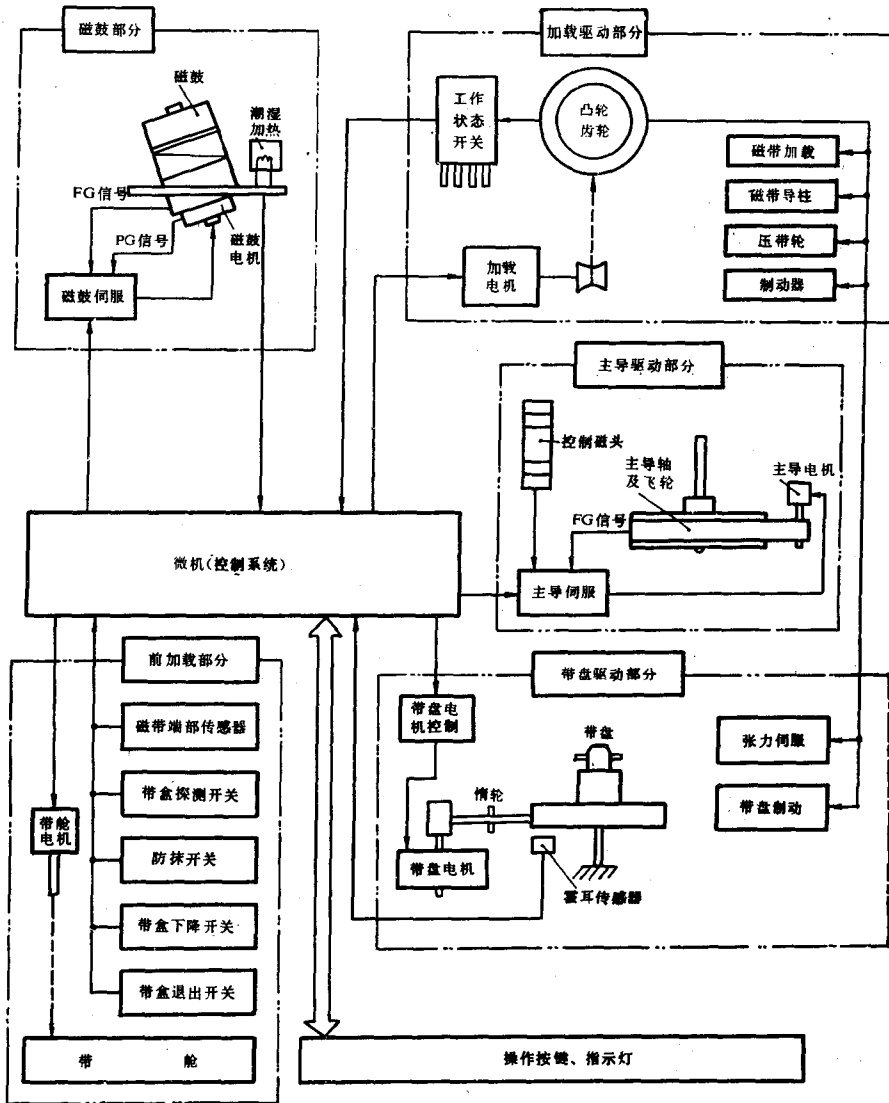 磁鼓部分
磁鼓
潮湿
加热
FG信号
PG信号
磁鼓
电机
磁鼓伺服
加载驱动部分
工作
状态
开关
凸轮
齿轮
磁带加载
磁带导柱
压带轮
制动器
加载
电机
主导驱动部分
控制磁头
主导轴
及飞轮
主导电机
FG信号
主导伺服
微机(控制系统)
前加载部分
磁带端部传感器
带盒探测开关
带舱
电机
防抹开关
带盒下降开关
带盒退出开关
带 舱
带盘驱动部分
带盘电
机控制
带盘
惰轮
张力伺服
带盘制动
带盘电机
霍耳传感器
操作按键、指示灯